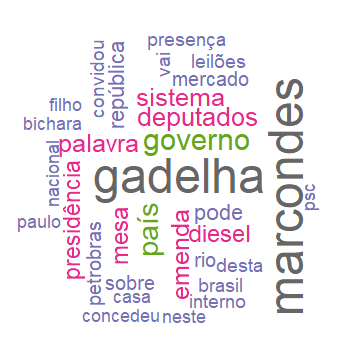 presença
convidou
vai
leilões
república
mercado
filho
sistema
bichara
deputados
palavra
governo
nacional
gadelha
marcondes
psc
presidência
paulo
mesa
país
emenda
pode
diesel
petrobras
rio
desta
sobre
brasil
casa
interno
concedeu
neste